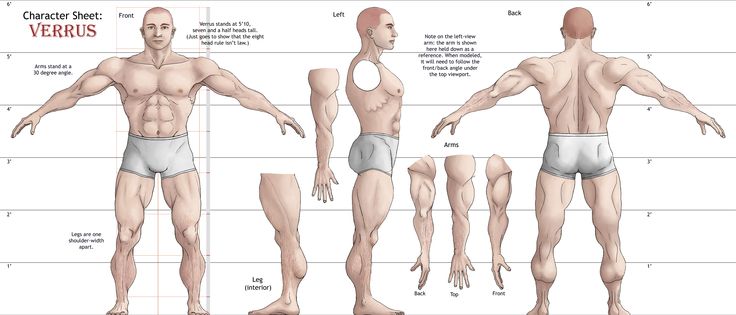 Character Sheet:
VERRUS
Front
Left
Back
Verrus stands at 5'10,
seven and a half heads tall.
(Just goes to show that the eight
head rule isn't law.)
Arms stand at a
30 degree angle.
Note on the left-view
arm: the arm is shown
here held down as a
reference. When modeled,
it will need to follow the
front/back angle under
the top viewport.
Legs are one
shoulder-width
apart.
Leg
(interior)
Arms
Back
Top
Front
6'
5'
4'
3'
2'
1'
6'
5'
4'
3'
2'
1'